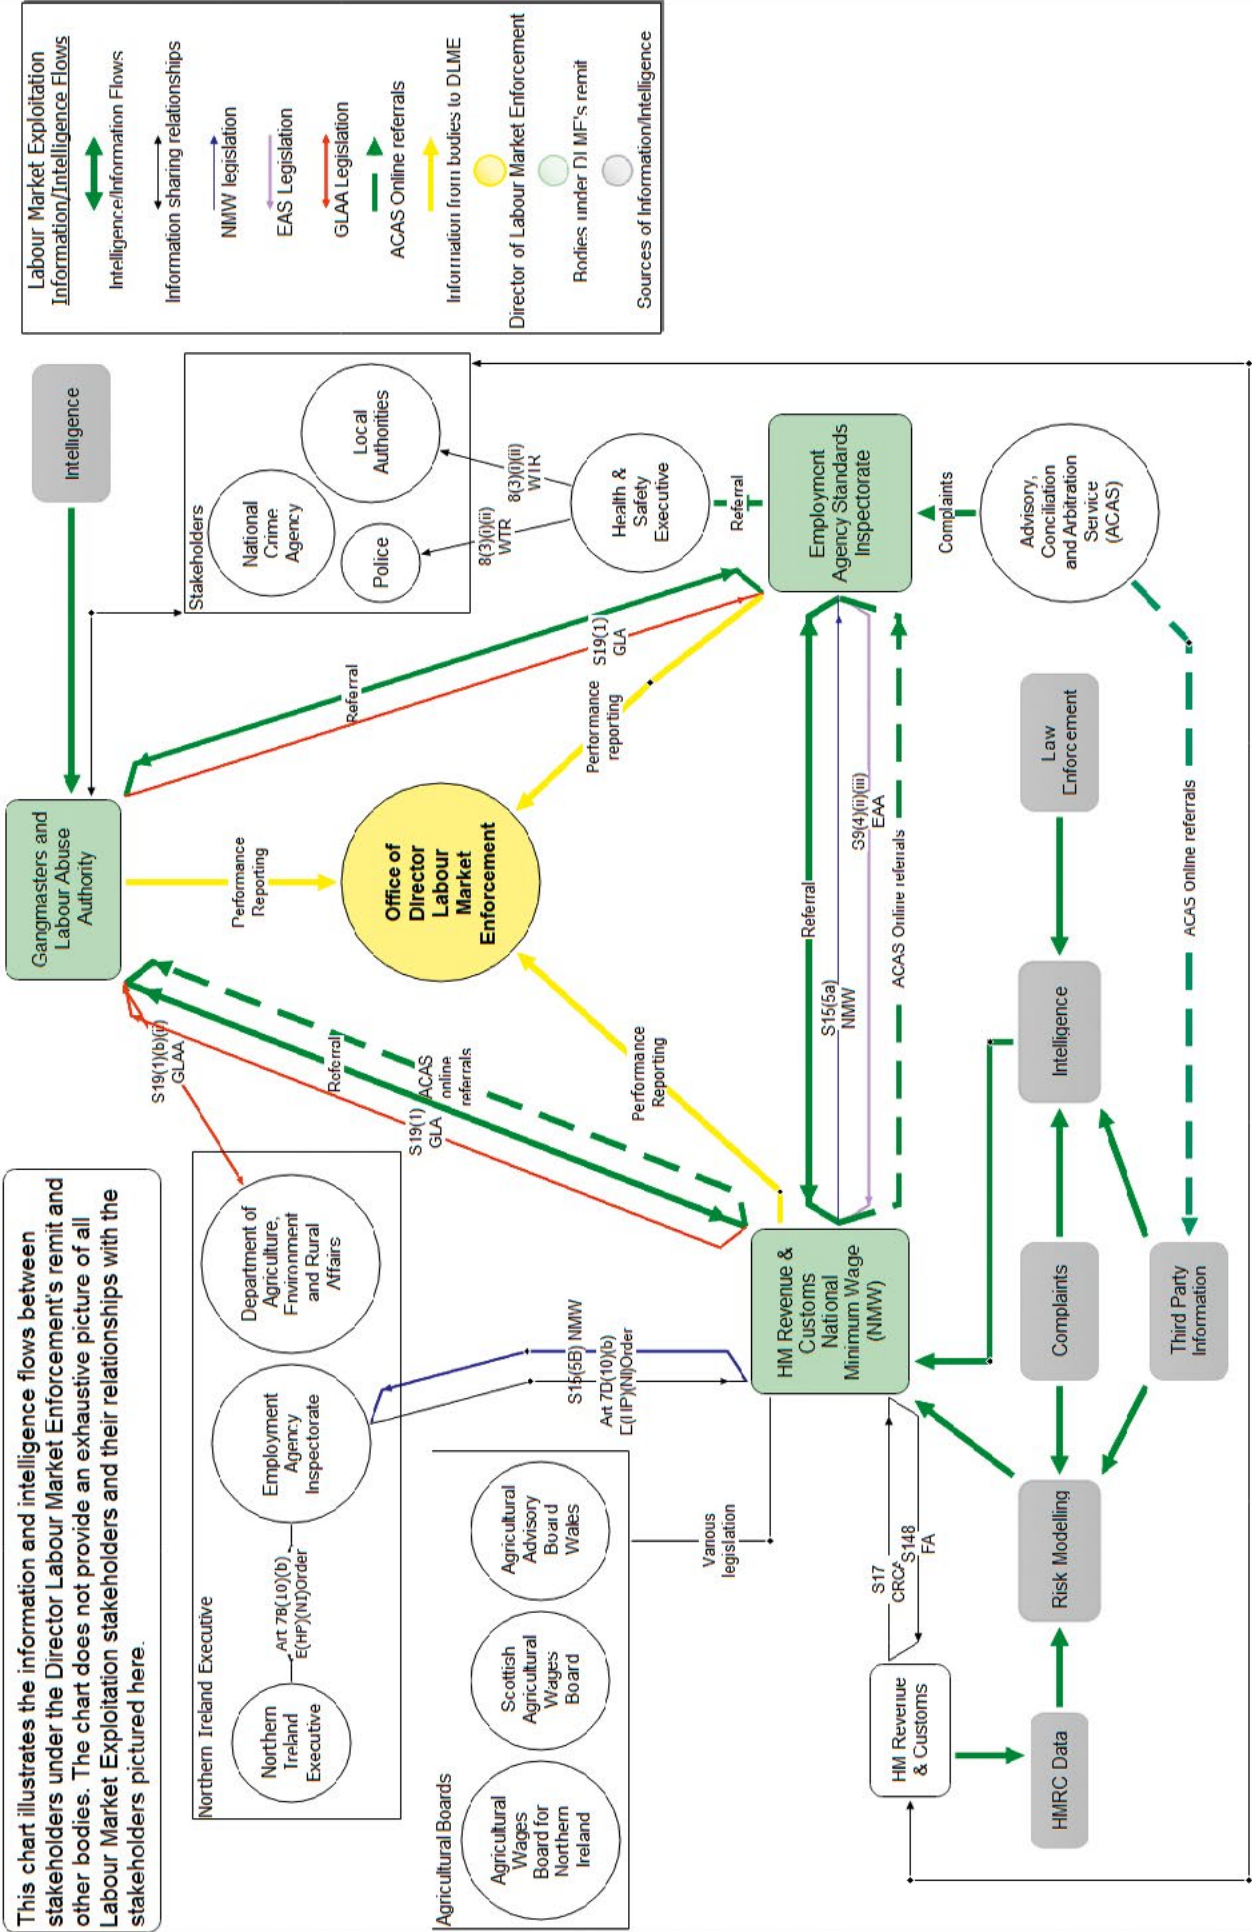 This chart illustrates the information and intelligence flows between
stakeholders under the Director Labour Market Enforcement's remit and
other bodies. The chart does not provide an exhaustive picture of all
Labour Market Exploitation stakeholders and their relationships with the
stakeholders pictured here.
Gangmasters and
Labour Abuse
Authority
Intelligence
Labour Market Exploitation
Information/Intelligence Flows
Intelligence/Information Flows
Information sharing relationships
NMW legislation
EAS Legislation
GLAA Legislation
ACAS Online referrals
Information from bodies to DLME
Director of Labour Market Enforcement
Bodies under DLME's remit
Sources of Information/Intelligence
Northern Ireland Executive
Northern
Ireland
Executive
Art 7B(10)(b)
E(HP)(NI)Order
Employment
Agency
Inspectorate
Department of
Agriculture,
Environment
and Rural
Affairs
S19(1)(b)(ii)
GLAA
Performance
Reporting
Stakeholders
National
Crime
Agency
Police
Local
Authorities
Referral
Referral
ACAS
online
referrals
S19(1)
GLA
Office of
Director
Labour
Market
Enforcement
8(3)(i)(ii)
WTR
8(3)(i)(ii)
WTR
Agricultural Boards
Agricultural
Wages
Board for
Northern
Ireland
Scottish
Agricultural
Wages
Board
Agricultural
Advisory
Board
Wales
S15(5B) NMW
Art 7D(10)(b)
E(HP)(NI)Order
Performance
Reporting
Performance
reporting
S19(1)
GLA
Health &
Safety
Executive
Referral
Various
legislation
HM Revenue &
Customs
National
Minimum Wage
(NMW)
Referral
S15(5a)
NMW
S9(4)(ii)(iii)
EAA
ACAS Online referrals
Employment
Agency Standards
Inspectorate
Complaints
S17
CRCA
S148
FA
HM Revenue
& Customs
Advisory,
Conciliation
and Arbitration
Service
(ACAS)
HMRC Data
Risk Modelling
Complaints
Intelligence
Law
Enforcement
Third Party
Information
ACAS Online referrals